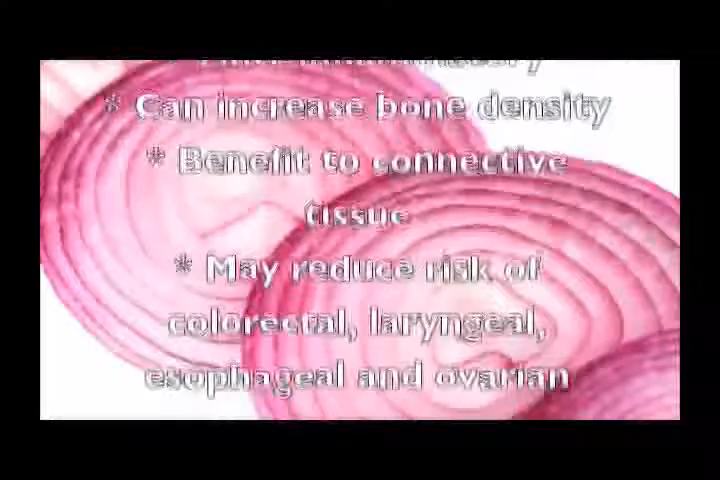 * Can increase bone density
* Benefit to connective
tissue
* May reduce risk of
colorectal, laryngeal,
esophageal and ovarian